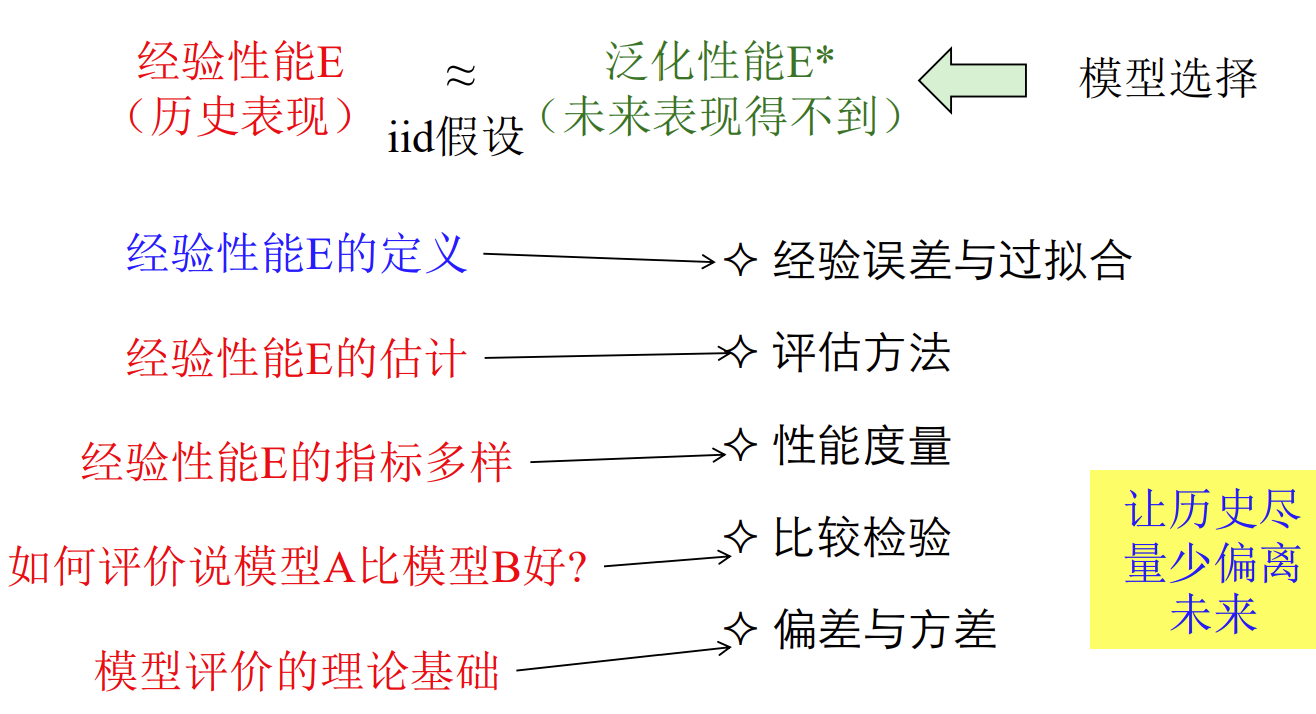 经验性能E
≈
泛化性能E*
模型选择
（历史表现）
iid假设
（未来表现得不到）
经验性能E的定义
✧ 经验误差与过拟合
经验性能E的估计
✧ 评估方法
经验性能E的指标多样
✧ 性能度量
如何评价说模型A比模型B好?
✧ 比较检验
模型评价的理论基础
✧ 偏差与方差
让历史尽
量少偏离
未来